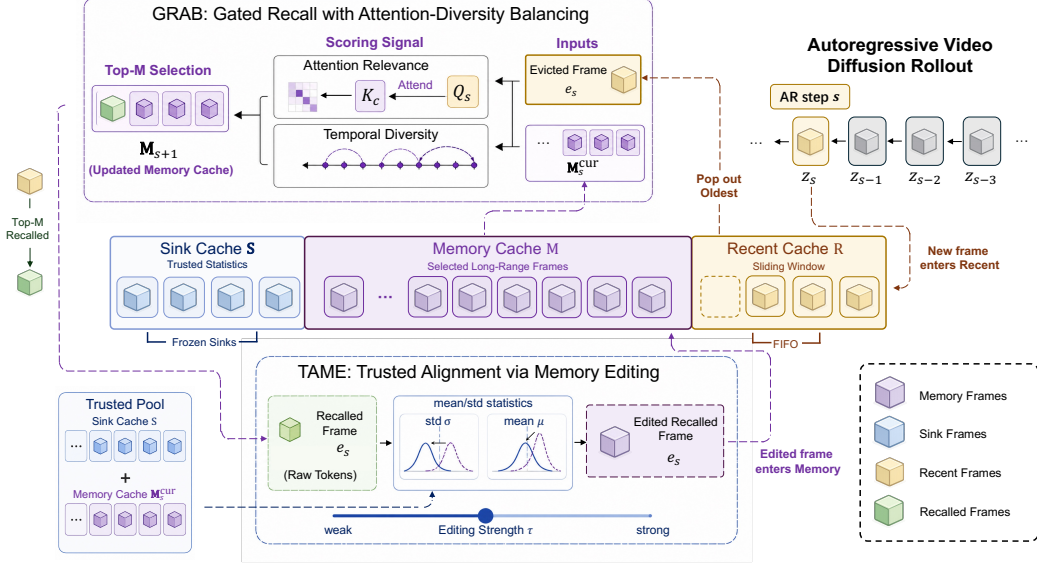 GRAB: Gated Recall with Attention-Diversity Balancing
Top-M Selection
M_{s+1}
(Updated Memory Cache)
Scoring Signal
Attention Relevance
K_c
Attend
Q_s
Temporal Diversity
Inputs
Evicted Frame
e_s
...
M_s^{cur}
Autoregressive Video
Diffusion Rollout
AR step s
...
...
z_s
z_{s-1}
z_{s-2}
z_{s-3}
Pop out
Oldest
New frame
enters Recent
Top-M
Recalled
Sink Cache S
Trusted Statistics
Frozen Sinks
Memory Cache M
Selected Long-Range Frames
...
Recent Cache R
Sliding Window
FIFO
TAME: Trusted Alignment via Memory Editing
Recalled
Frame
e_s
(Raw Tokens)
mean/std statistics
std σ
mean μ
Edited Recalled
Frame
e_s
weak
Editing Strength τ
strong
Edited frame
enters Memory
Trusted Pool
Sink Cache S
...
+
Memory Cache M_s^{cur}
...
Memory Frames
Sink Frames
Recent Frames
Recalled Frames